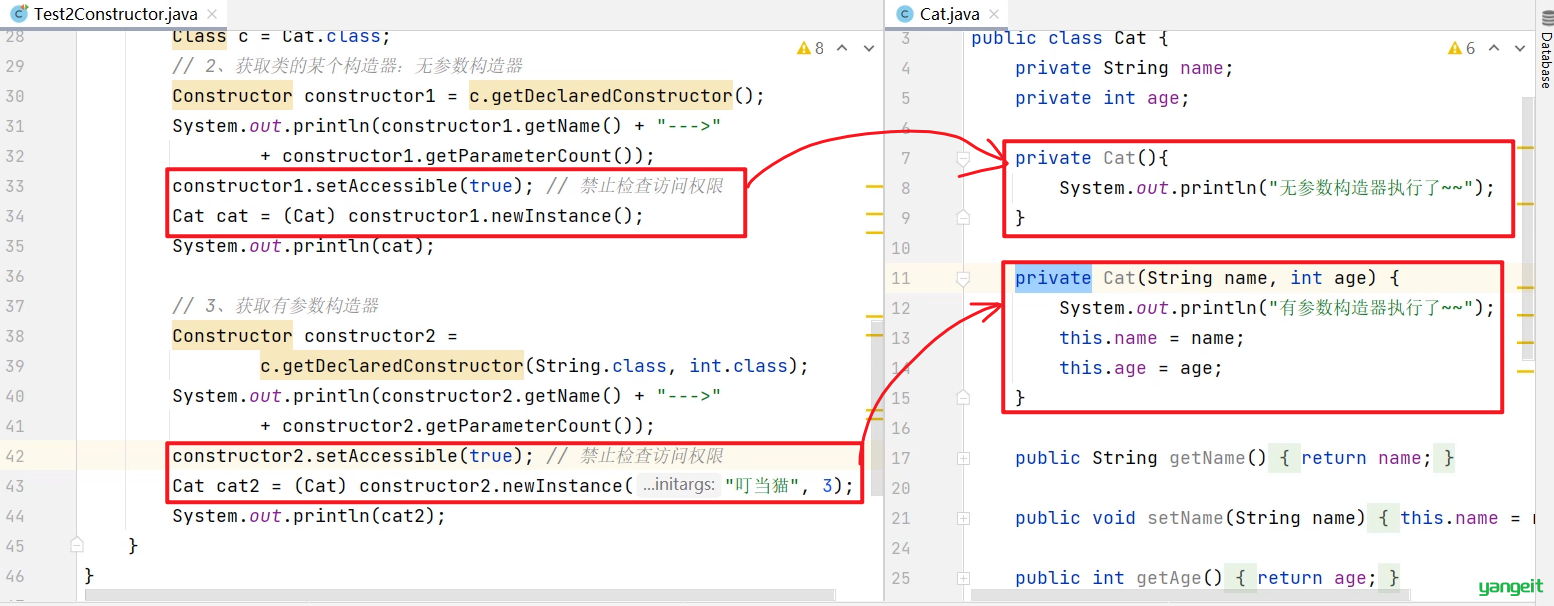 Test2Constructor.java
28 Class c = Cat.class;
8
29 // 2、获取类的某个构造器：无参数构造器
30 Constructor constructor1 = c.getDeclaredConstructor();
31 System.out.println(constructor1.getName() + "--->"
32 + constructor1.getParameterCount());
33 constructor1.setAccessible(true); // 禁止检查访问权限
34 Cat cat = (Cat) constructor1.newInstance();
35 System.out.println(cat);
36
37 // 3、获取有参数构造器
38 Constructor constructor2 =
39 c.getDeclaredConstructor(String.class, int.class);
40 System.out.println(constructor2.getName() + "--->"
41 + constructor2.getParameterCount());
42 constructor2.setAccessible(true); // 禁止检查访问权限
43 Cat cat2 = (Cat) constructor2.newInstance( ...initargs: "叮当猫", 3);
44 System.out.println(cat2);
45 }
46 }
Cat.java
3 public class Cat {
6
4 private String name;
5 private int age;
6
7 private Cat(){
8 System.out.println("无参数构造器执行了~~");
9 }
10
11 private Cat(String name, int age) {
12 System.out.println("有参数构造器执行了~~");
13 this.name = name;
14 this.age = age;
15 }
16
17 public String getName() { return name; }
20
21 public void setName(String name) { this.name =
24
25 public int getAge() { return age; }
Database
yangeit